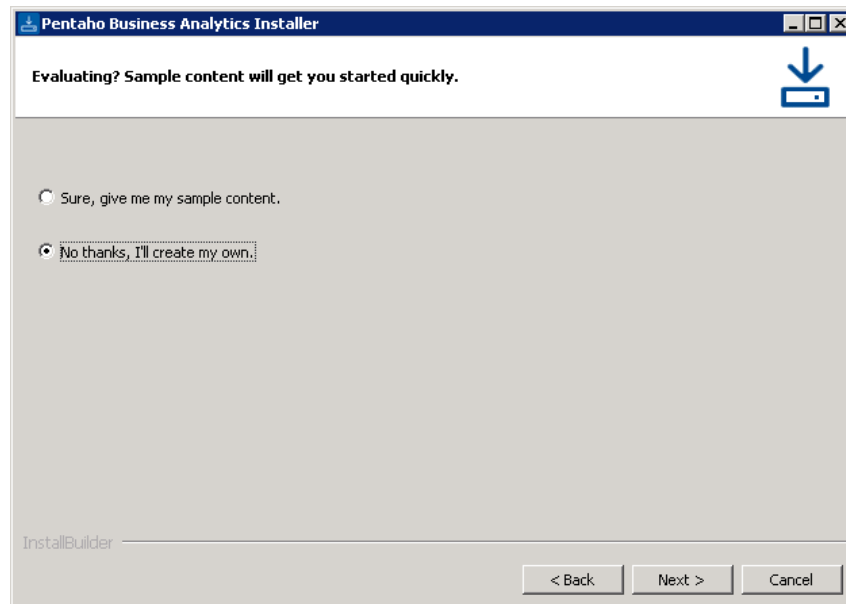 Pentaho Business Analytics Installer
Evaluating? Sample content will get you started quickly.
Sure, give me my sample content.
No thanks, I'll create my own.
InstallBuilder
< Back Next > Cancel